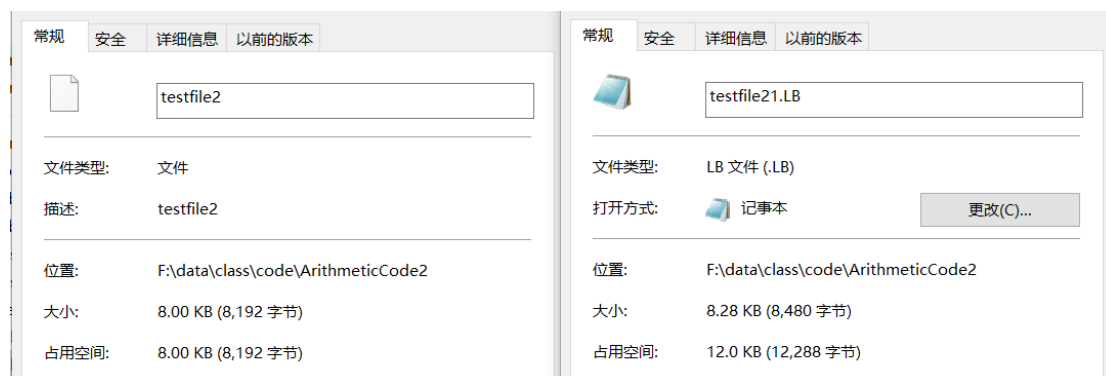 常规 安全 详细信息 以前的版本
testfile2
文件类型: 文件
描述: testfile2
位置: F:\data\class\code\ArithmeticCode2
大小: 8.00 KB (8,192 字节)
占用空间: 8.00 KB (8,192 字节)
常规 安全 详细信息 以前的版本
testfile21.LB
文件类型: LB 文件 (.LB)
打开方式: 记事本 更改(C)...
位置: F:\data\class\code\ArithmeticCode2
大小: 8.28 KB (8,480 字节)
占用空间: 12.0 KB (12,288 字节)